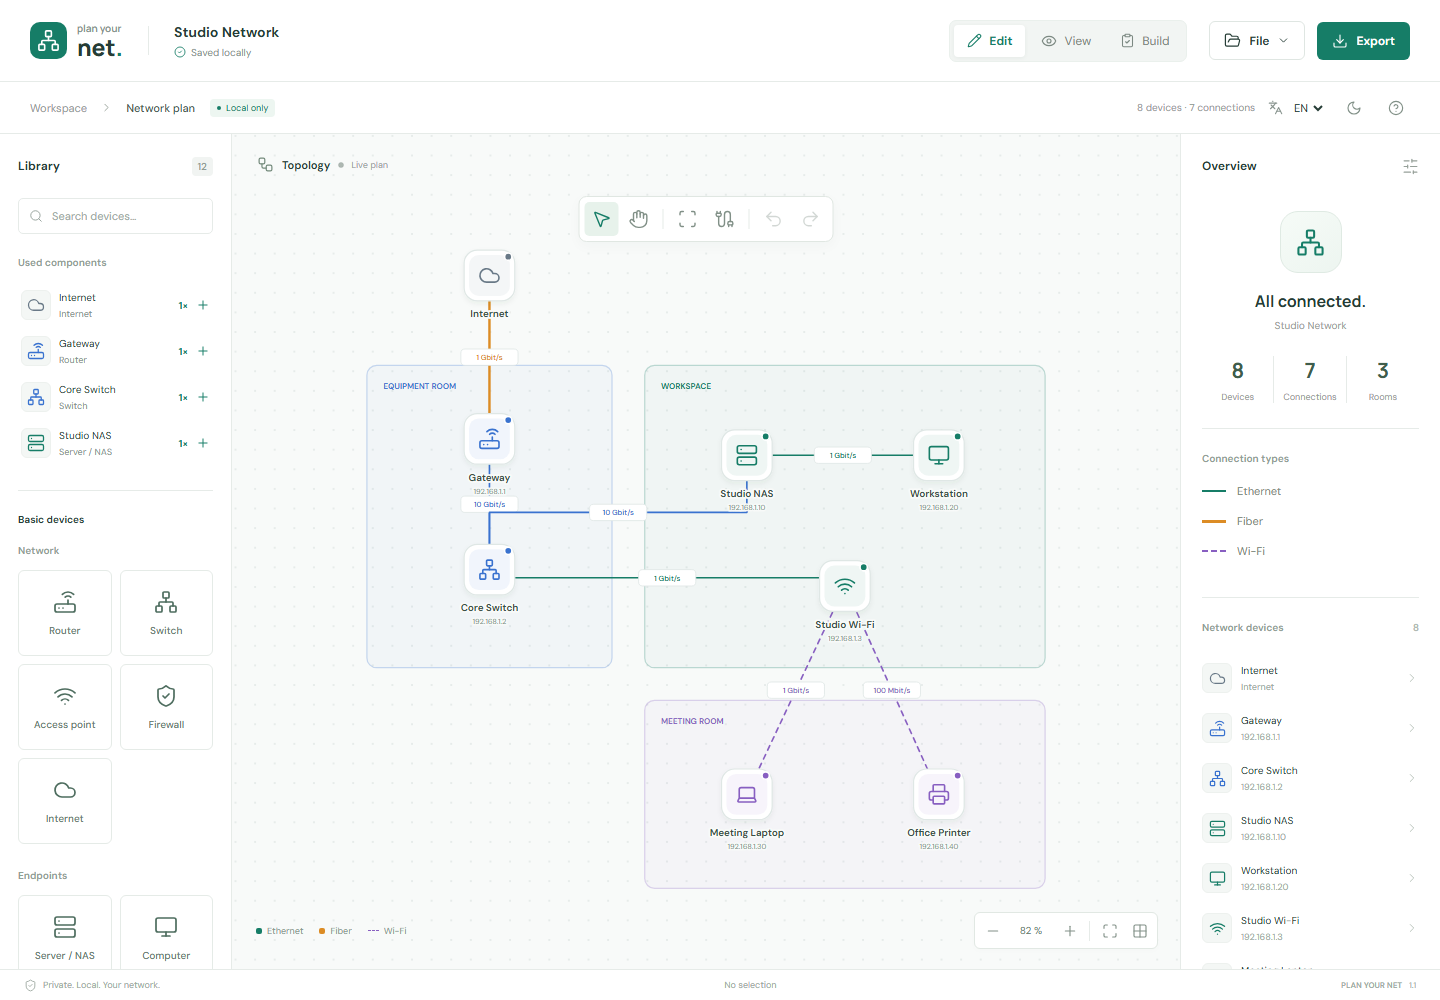 plan your
net.
Studio Network
Saved locally
Edit
View
Build
File
Export
Workspace
Network plan
Local only
8 devices · 7 connections
EN
Library
12
Search devices...
Used components
Internet
Internet
1×
Gateway
Router
1×
Core Switch
Switch
1×
Studio NAS
Server / NAS
1×
Basic devices
Network
Router
Switch
Access point
Firewall
Internet
Endpoints
Server / NAS
Computer
Topology
Live plan
Internet
1 Gbit/s
EQUIPMENT ROOM
WORKSPACE
Gateway
192.168.1.1
10 Gbit/s
10 Gbit/s
Studio NAS
192.168.1.10
1 Gbit/s
Workstation
192.168.1.20
Core Switch
192.168.1.2
1 Gbit/s
Studio Wi-Fi
192.168.1.3
1 Gbit/s
100 Mbit/s
MEETING ROOM
Meeting Laptop
192.168.1.30
Office Printer
192.168.1.40
Ethernet
Fiber
Wi-Fi
82 %
Overview
All connected.
Studio Network
8
Devices
7
Connections
3
Rooms
Connection types
Ethernet
Fiber
Wi-Fi
Network devices
8
Internet
Internet
Gateway
192.168.1.1
Core Switch
192.168.1.2
Studio NAS
192.168.1.10
Workstation
192.168.1.20
Studio Wi-Fi
192.168.1.3
Private. Local. Your network.
No selection
PLAN YOUR NET 1.1